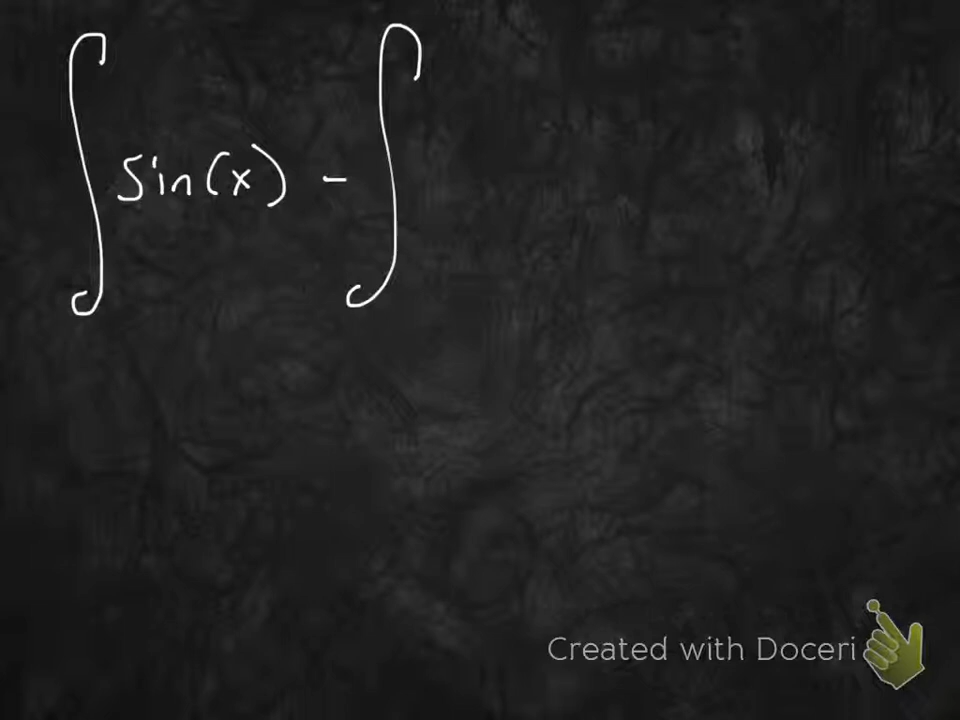 ∫ sin(x) - ∫
Created with Doceri